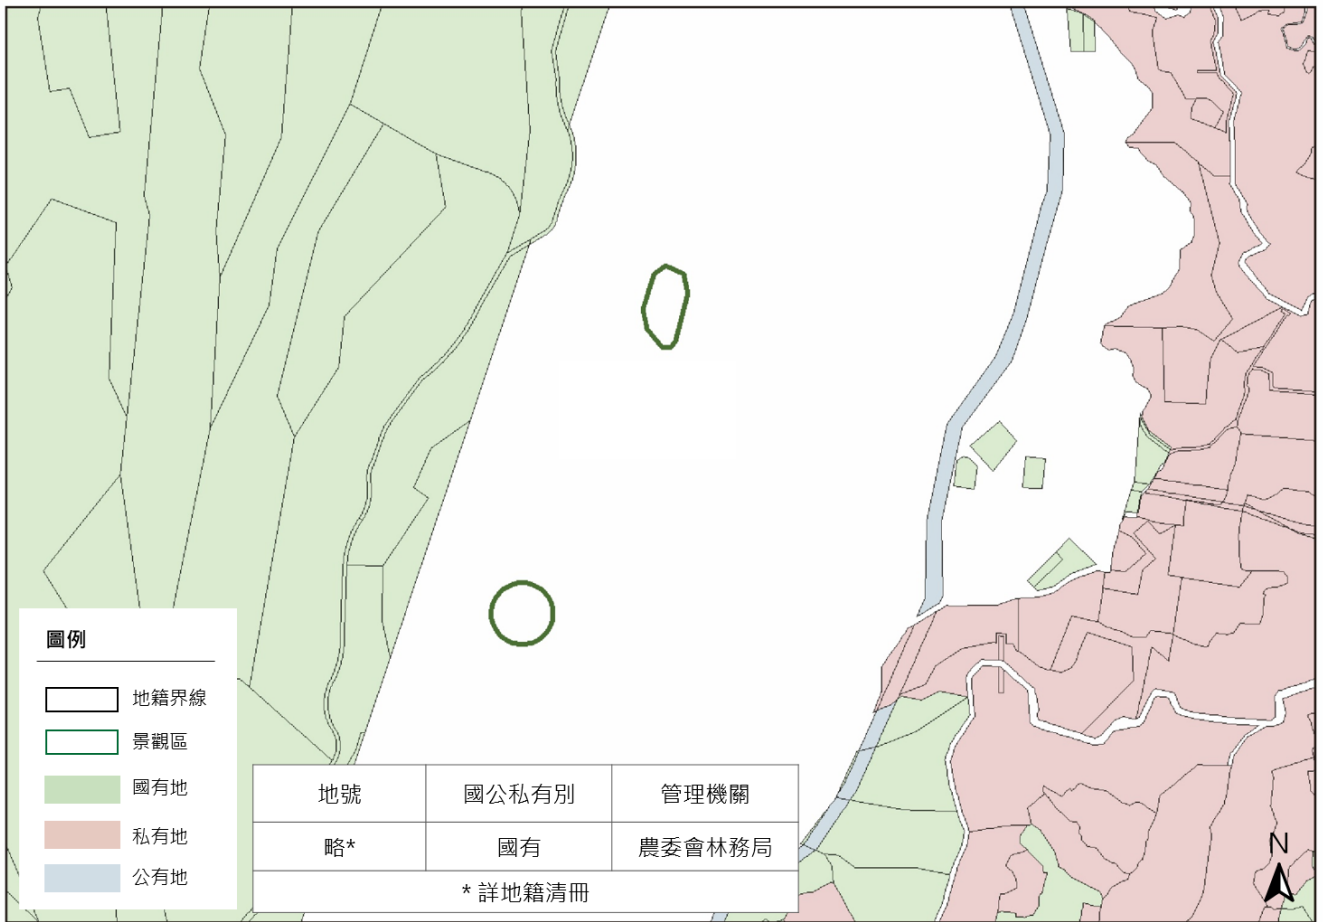 圖例
地籍界線
景觀區
國有地
私有地
公有地
地號 國公私有別 管理機關
略* 國有 農委會林務局
* 詳地籍清冊
N